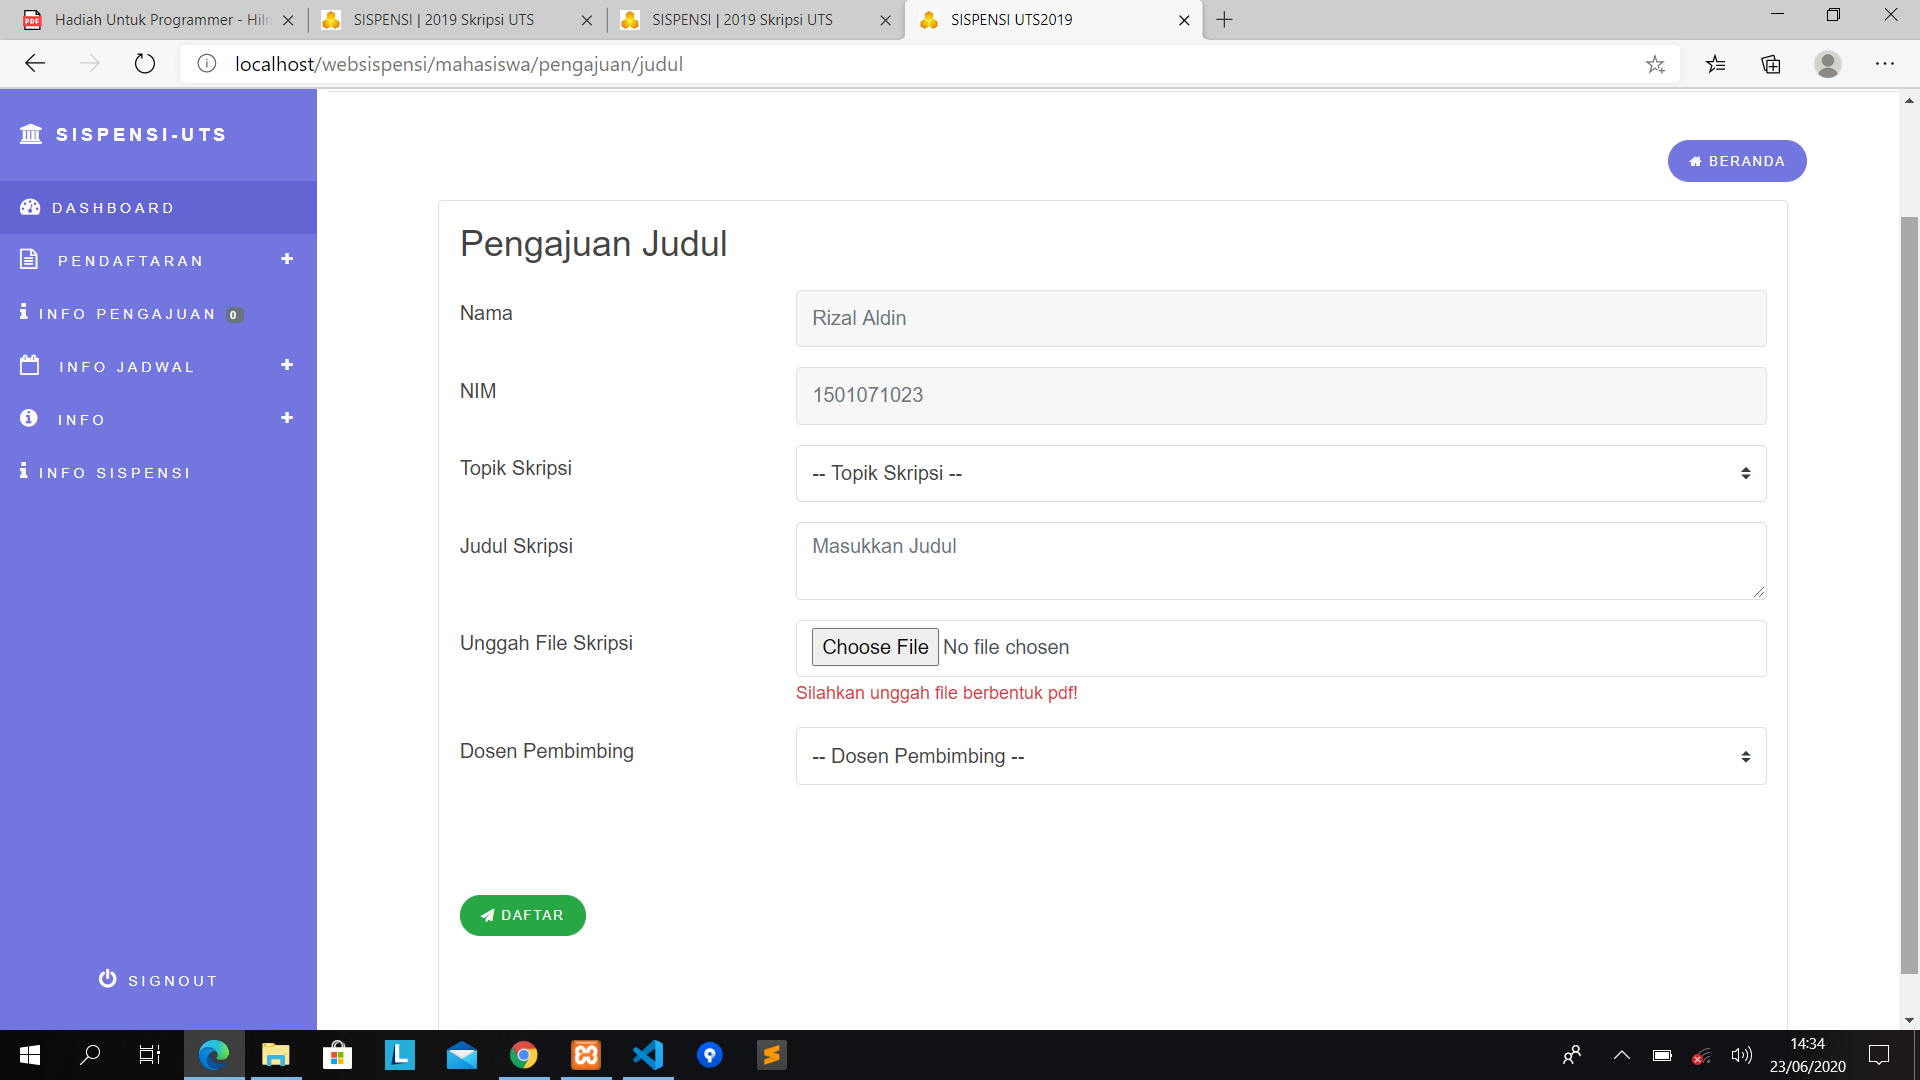 Hadiah Untuk Programmer - Hiln
SISPENSI | 2019 Skripsi UTS
SISPENSI | 2019 Skripsi UTS
SISPENSI UTS2019
localhost/websispensi/mahasiswa/pengajuan/judul
SISPENSI-UTS
DASHBOARD
PENDAFTARAN
INFO PENGAJUAN 0
INFO JADWAL
INFO
INFO SISPENSI
SIGNOUT
BERANDA
Pengajuan Judul
Nama
Rizal Aldin
NIM
1501071023
Topik Skripsi
-- Topik Skripsi --
Judul Skripsi
Masukkan Judul
Unggah File Skripsi
Choose File No file chosen
Silahkan unggah file berbentuk pdf!
Dosen Pembimbing
-- Dosen Pembimbing --
DAFTAR
14:34
23/06/2020